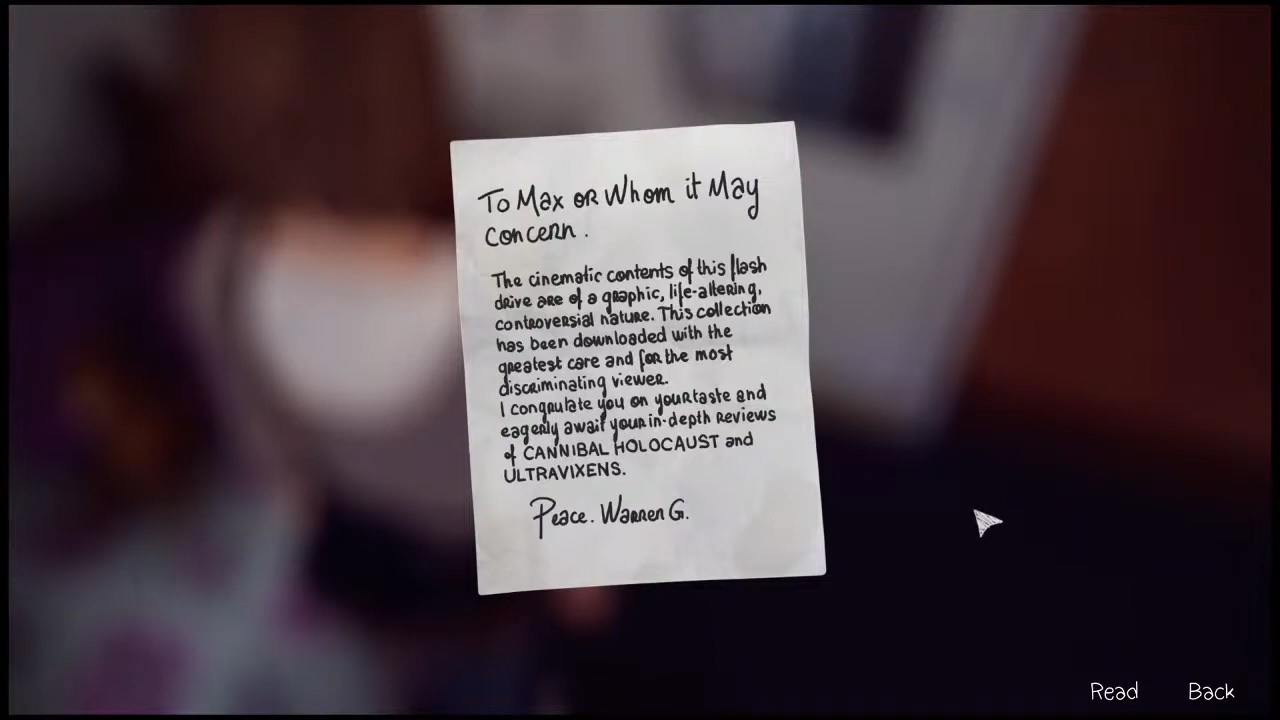 To Max or Whom it May
Concern.
The cinematic contents of this flash
drive are of a graphic, life-altering,
controversial nature. This collection
has been downloaded with the
greatest care and for the most
discriminating viewer.
I congrulate you on your taste and
eagerly await your in-depth reviews
of CANNIBAL HOLOCAUST and
ULTRAVIXENS.
Peace. Warren G.
Read Back